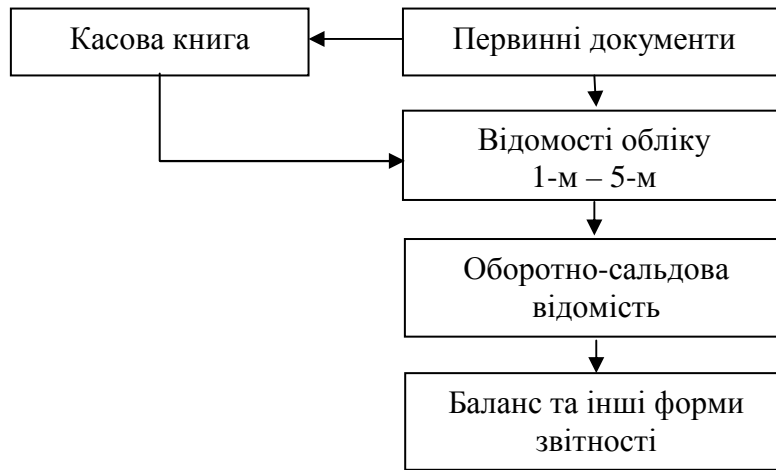 Касова книга
Первинні документи
Відомості обліку
1-м – 5-м
Оборотно-сальдова
відомість
Баланс та інші форми
звітності